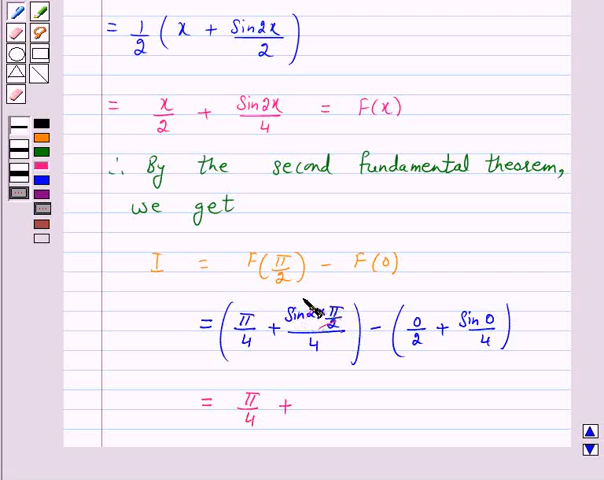 = 1/2 ( x + Sin2x/2 )
= x/2 + Sin2x/4 = F(x)
∴ By the second fundamental theorem,
we get
I = F(π/2) - F(0)
= ( π/4 + Sin2×π/2/4 ) - ( 0/2 + Sin0/4 )
= π/4 +